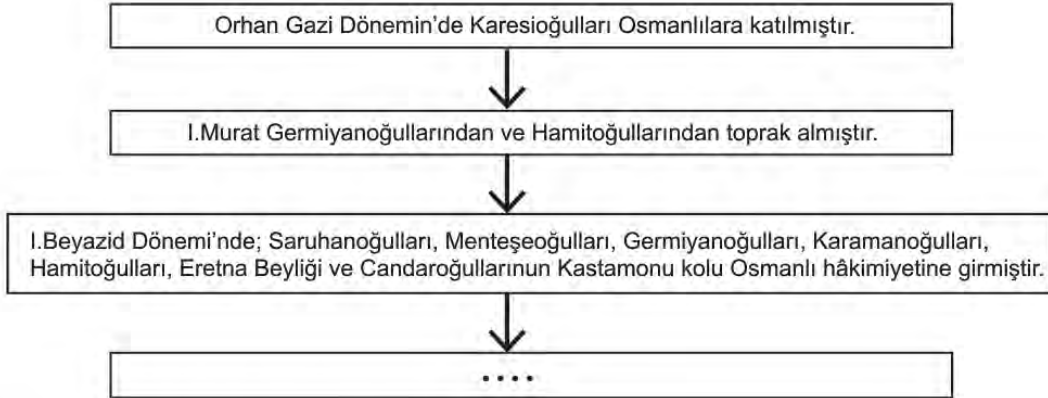 Orhan Gazi Dönemin’de Karesioğulları Osmanlılara katılmıştır.
I.Murat Germiyanoğullarından ve Hamitoğullarından toprak almıştır.
I.Beyazid Dönemi’nde; Saruhanoğulları, Menteşeoğulları, Germiyanoğulları, Karamanoğulları,
Hamitoğulları, Eretna Beyliği ve Candaroğullarınun Kastamonu kolu Osmanlı hâkimiyetine girmiştir.
....